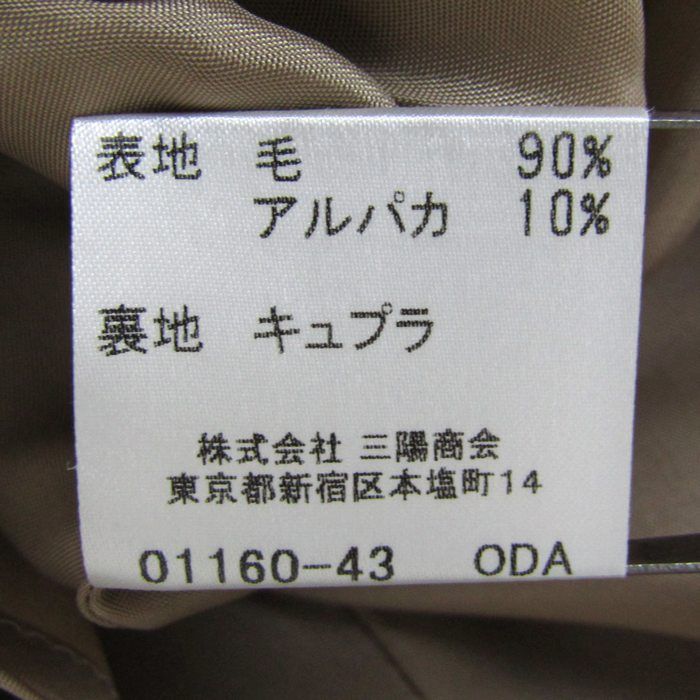 表地 毛 90%
アルパカ 10%
裏地 キュプラ
株式会社 三陽商会
東京都新宿区本塩町14
01160-43 ODA